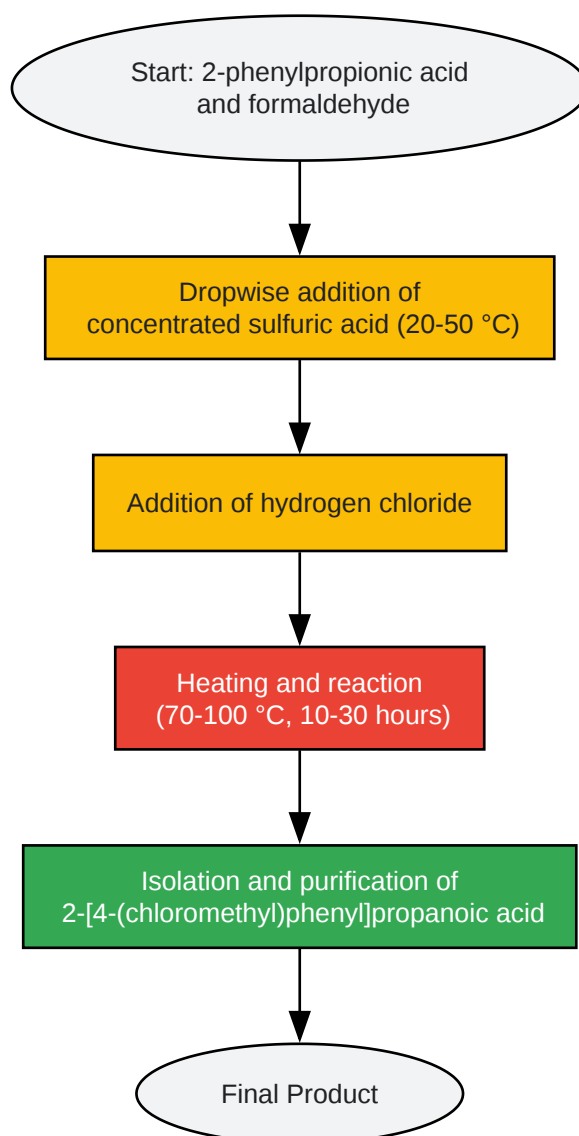 Start: 2-phenylpropionic acid
and formaldehyde
Dropwise addition of
concentrated sulfuric acid (20-50 °C)
Addition of hydrogen chloride
Heating and reaction
(70-100 °C, 10-30 hours)
Isolation and purification of
2-[4-(chloromethyl)phenyl]propanoic acid
Final Product